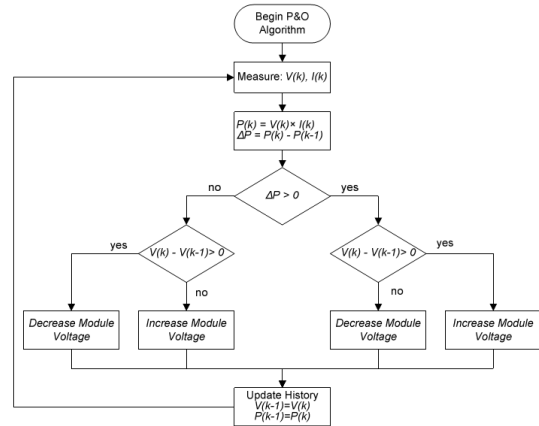 Begin P&O
Algorithm
Measure: V(k), I(k)
P(k) = V(k)× I(k)
ΔP = P(k) - P(k-1)
no
ΔP > 0
yes
yes
V(k) - V(k-1)> 0
V(k) - V(k-1)> 0
yes
no
no
Decrease Module
Voltage
Increase Module
Voltage
Decrease Module
Voltage
Increase Module
Voltage
Update History
V(k-1)=V(k)
P(k-1)=P(k)